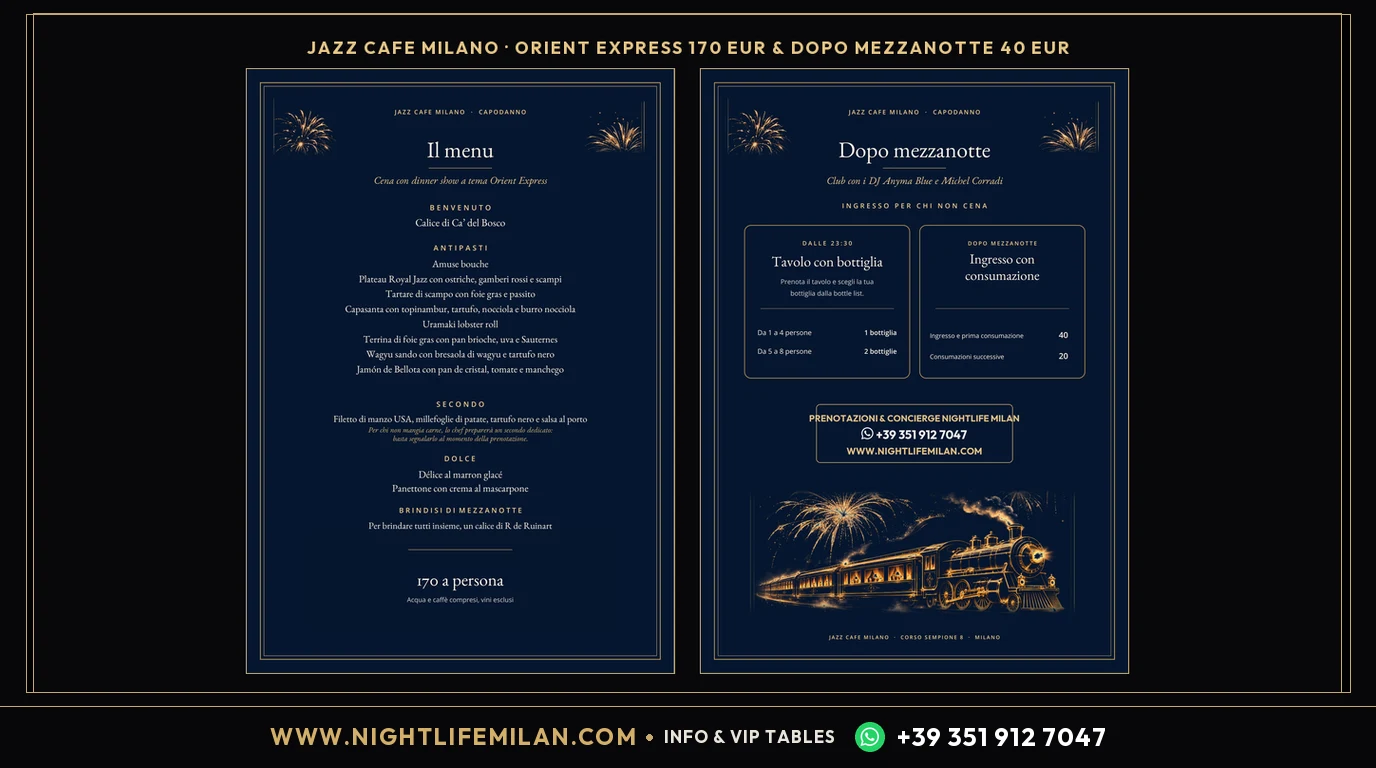 JAZZ CAFE MILANO · ORIENT EXPRESS 170 EUR & DOPO MEZZANOTTE 40 EUR
JAZZ CAFE MILANO · CAPODANNO
Il menu
Cena con dinner show a tema Orient Express
BENVENUTO
Calice di Ca' del Bosco
ANTIPASTI
Amuse bouche
Plateau Royal Jazz con ostriche, gamberi rossi e scampi
Tartare di scampo con foie gras e passito
Capasanta con topinambur, tartufo, nocciola e burro nocciola
Uramaki lobster roll
Terrina di foie gras con pan brioche, uva e Sauternes
Wagyu sando con bresaola di wagyu e tartufo nero
Jamón de Bellota con pan de cristal, tomate e manchego
SECONDO
Filetto di manzo USA, millefoglie di patate, tartufo nero e salsa al porto
Per chi non mangia carne, lo chef preparerà un secondo dedicato:
basta segnalarlo al momento della prenotazione.
DOLCE
Délice al marron glacé
Panettone con crema al mascarpone
BRINDISI DI MEZZANOTTE
Per brindare tutti insieme, un calice di R de Ruinart
170 a persona
Acqua e caffè compresi, vini esclusi
JAZZ CAFE MILANO · CAPODANNO
Dopo mezzanotte
Club con i DJ Anyma Blue e Michel Corradi
INGRESSO PER CHI NON CENA
DALLE 23:30
Tavolo con bottiglia
Prenota il tavolo e scegli la tua
bottiglia dalla bottle list.
Da 1 a 4 persone 1 bottiglia
Da 5 a 8 persone 2 bottiglie
DOPO MEZZANOTTE
Ingresso con
consumazione
Ingresso e prima consumazione 40
Consumazioni successive 20
PRENOTAZIONI & CONCIERGE NIGHTLIFE MILAN
+39 351 912 7047
WWW.NIGHTLIFEMILAN.COM
JAZZ CAFE MILANO · CORSO SEMPIONE 8 · MILANO
WWW.NIGHTLIFEMILAN.COM • INFO & VIP TABLES +39 351 912 7047